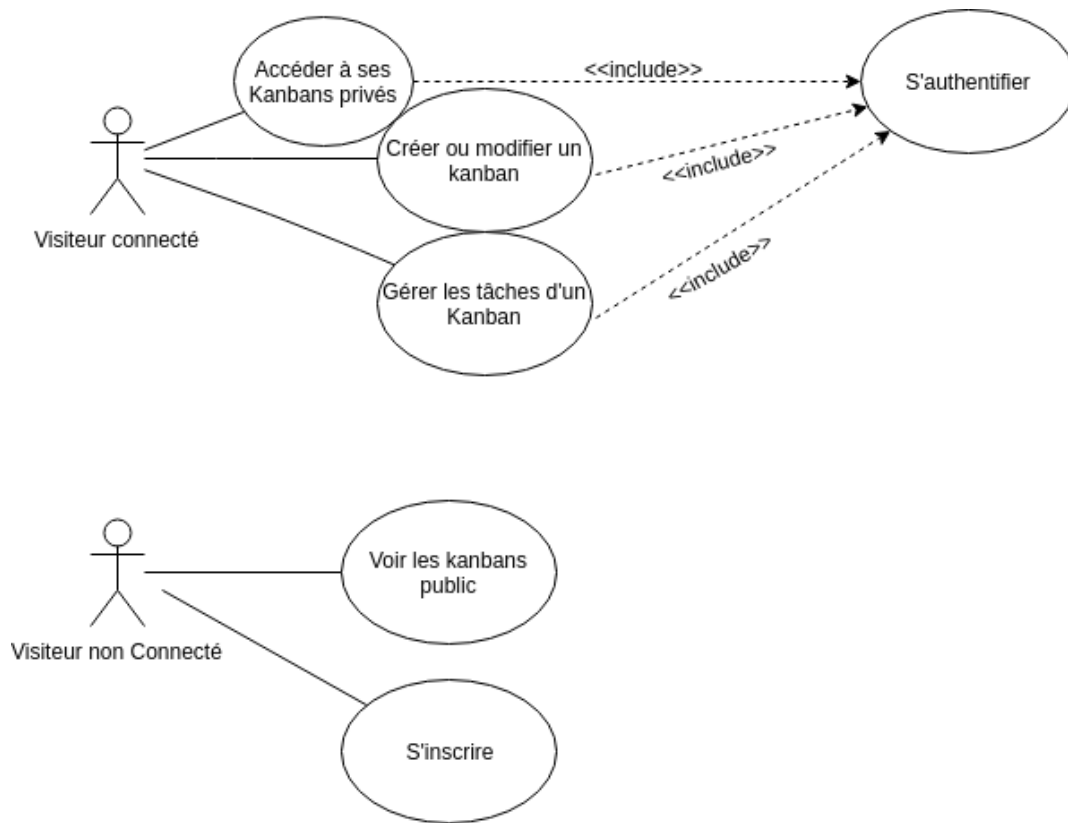 Accéder à ses
Kanbans privés
<<include>>
S'authentifier
Créer ou modifier un
kanban
<<include>>
Visiteur connecté
Gérer les tâches d'un
Kanban
<<include>>
Voir les kanbans
public
Visiteur non Connecté
S'inscrire